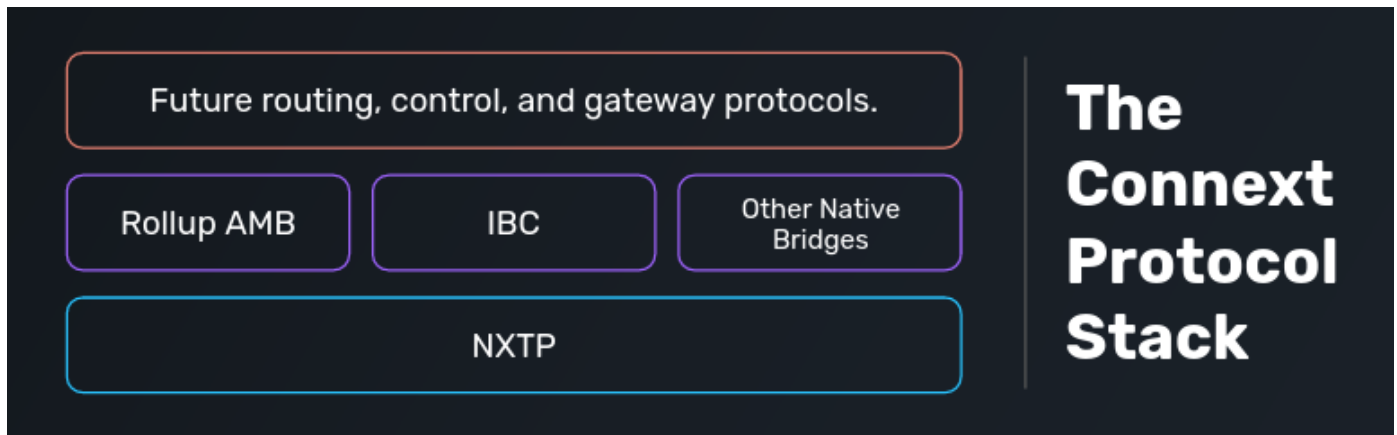 Future routing, control, and gateway protocols.
Rollup AMB
IBC
Other Native
Bridges
NXTP
The
Connext
Protocol
Stack